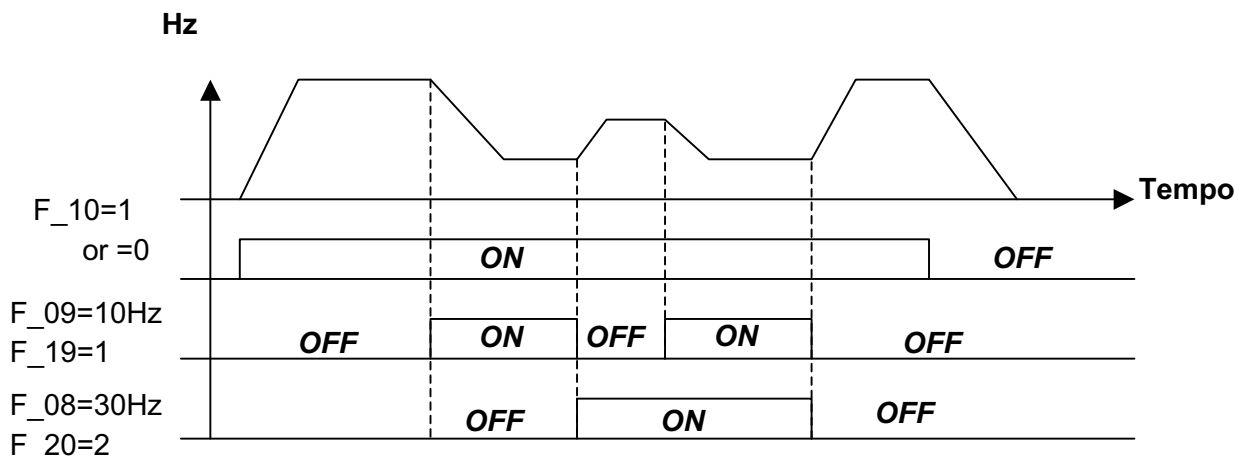 Hz
Tempo
F_10=1
or =0
ON OFF
F_09=10Hz
F_19=1
OFF ON OFF ON OFF
F_08=30Hz
F_20=2
OFF ON OFF